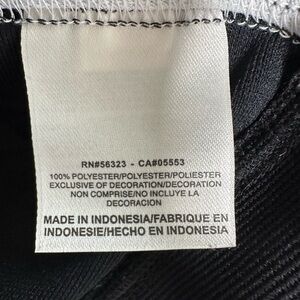 RN#56323 - CA#05553
100% POLYESTER/POLYESTER/POLIESTER
EXCLUSIVE OF DECORATION/DECORATION
NON COMPRISE/NO INCLUYE LA
DECORACION
MADE IN INDONESIA/FABRIQUE EN
INDONESIE/HECHO EN INDONESIA